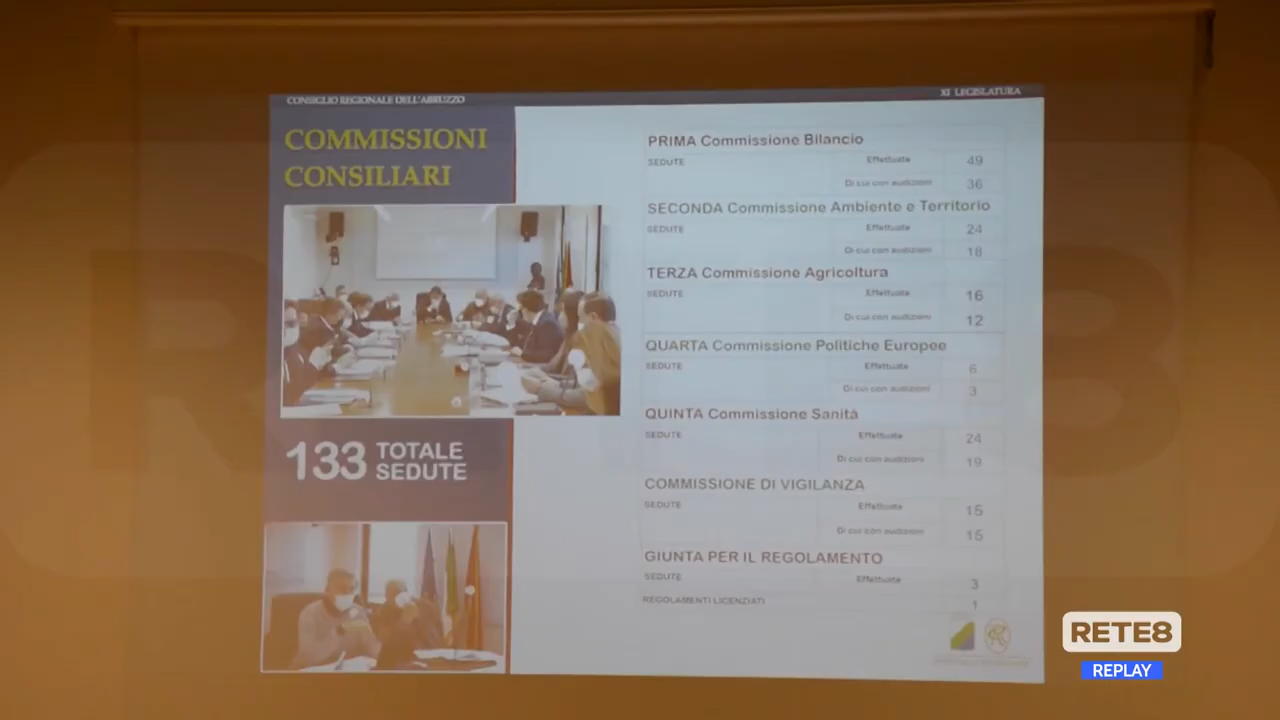 CONSIGLIO REGIONALE DELL'ABRUZZO
XI LEGISLATURA
COMMISSIONI
CONSILIARI
133 TOTALE
SEDUTE
PRIMA Commissione Bilancio
SEDUTE Effettuate 49
Di cui con audizioni 36
SECONDA Commissione Ambiente e Territorio
SEDUTE Effettuate 24
Di cui con audizioni 18
TERZA Commissione Agricoltura
SEDUTE Effettuate 16
Di cui con audizioni 12
QUARTA Commissione Politiche Europee
SEDUTE Effettuate 6
Di cui con audizioni 3
QUINTA Commissione Sanità
SEDUTE Effettuate 24
Di cui con audizioni 19
COMMISSIONE DI VIGILANZA
SEDUTE Effettuate 15
Di cui con audizioni 15
GIUNTA PER IL REGOLAMENTO
SEDUTE Effettuate 3
REGOLAMENTI LICENZIATI 1
RETE8
REPLAY